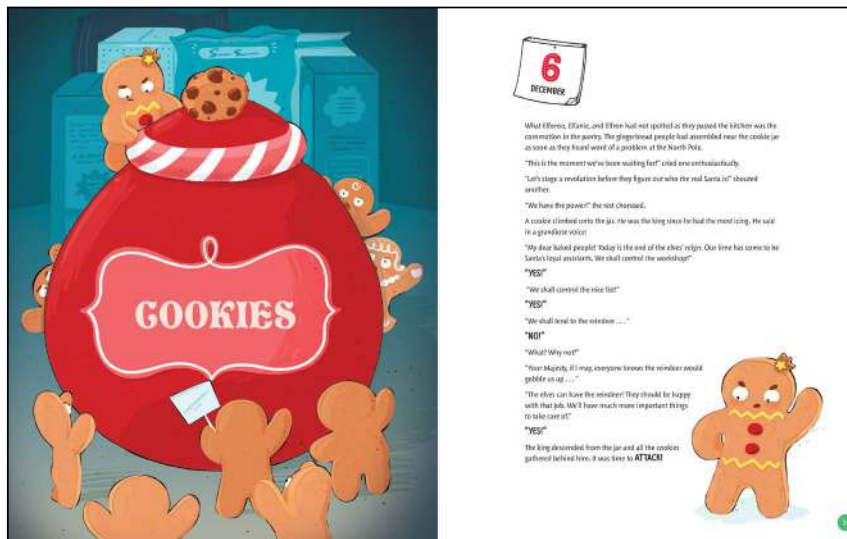 COOKIES
6
DECEMBER
What Elfonso, Elfunie, and Elfron had not spotted as they passed the kitchen was the
commotion in the pantry. The gingerbread people had assembled near the cookie jar
as soon as they heard word of a problem at the North Pole.
"This is the moment we've been waiting for!" cried one enthusiastically.
"Let's stage a revolution before they figure out who the real Santa is!" shouted
another.
"We have the power!" the rest chorused.
A cookie climbed onto the jar. He was the king since he had the most icing. He said
in a grandiose voice:
"My dear baked people! Today is the end of the elves' reign. Our time has come to be
Santa's loyal assistants. We shall control the workshop!"
"YES!"
"We shall control the nice list!"
"YES!"
"We shall tend to the reindeer . . ."
"NO!"
"What? Why not?"
"Your Majesty, if I may, everyone knows the reindeer would
gobble us up . . ."
"The elves can have the reindeer! They should be happy
with that job. We'll have much more important things
to take care of."
"YES!"
The king descended from the jar and all the cookies
gathered behind him. It was time to ATTACK!